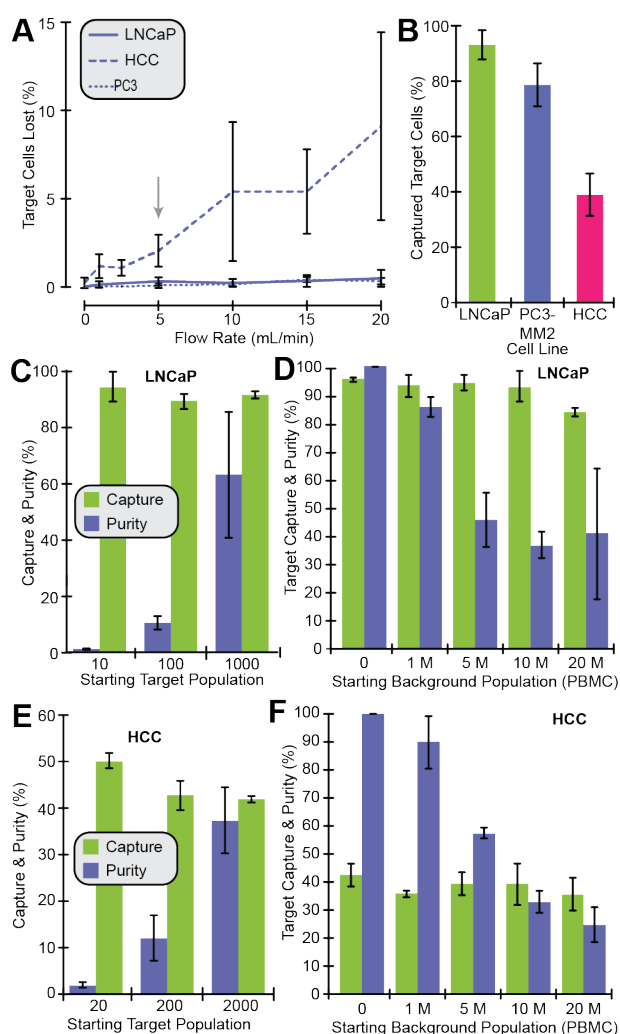 A
LNCaP
HCC
PC3
Target Cells Lost (%)
15
10
5
0
0 5 10 15 20
Flow Rate (mL/min)
B
Captured Target Cells (%)
100
80
60
40
20
0
LNCaP PC3- HCC
MM2
Cell Line
C
LNCaP
Capture & Purity (%)
100
80
60
40
20
0
Capture
Purity
10 100 1000
Starting Target Population
D
LNCaP
Target Capture & Purity (%)
100
90
80
70
60
50
40
30
20
10
0
0 1 M 5 M 10 M 20 M
Starting Background Population (PBMC)
E
HCC
Capture & Purity (%)
60
50
40
30
20
10
0
Capture
Purity
20 200 2000
Starting Target Population
F
HCC
Target Capture & Purity (%)
100
90
80
70
60
50
40
30
20
10
0
0 1 M 5 M 10 M 20 M
Starting Background Population (PBMC)